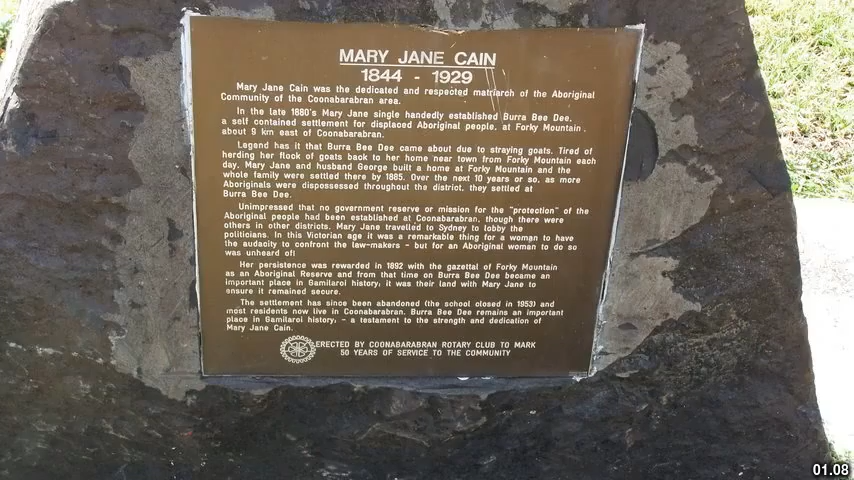 MARY JANE CAIN
1844 - 1929
Mary Jane Cain was the dedicated and respected matriarch of the Aboriginal
Community of the Coonabarabran area.
In the late 1880's Mary Jane single handedly established Burra Bee Dee,
a self contained settlement for displaced Aboriginal people, at Forky Mountain,
about 9 km east of Coonabarabran.
Legend has it that Burra Bee Dee came about due to straying goats. Tired of
herding her flock of goats back to her home near town from Forky Mountain each
day, Mary Jane and husband George built a home at Forky Mountain and the
whole family were settled there by 1885. Over the next 10 years or so, as more
Aboriginals were dispossessed throughout the district, they settled at
Burra Bee Dee.
Unimpressed that no government reserve or mission for the "protection" of the
Aboriginal people had been established at Coonabarabran, though there were
others in other districts, Mary Jane travelled to Sydney to lobby the
politicians. In this Victorian age it was a remarkable thing for a woman to have
the audacity to confront the law-makers - but for an Aboriginal woman to do so
was unheard of!
Her persistence was rewarded in 1892 with the gazettal of Forky Mountain
as an Aboriginal Reserve and from that time on Burra Bee Dee became an
important place in Gamilaroi history; it was their land with Mary Jane to
ensure it remained secure.
The settlement has since been abandoned (the school closed in 1953) and
most residents now live in Coonabarabran. Burra Bee Dee remains an important
place in Gamilaroi history, - a testament to the strength and dedication of
Mary Jane Cain.
ERECTED BY COONABARABRAN ROTARY CLUB TO MARK
50 YEARS OF SERVICE TO THE COMMUNITY
01.08